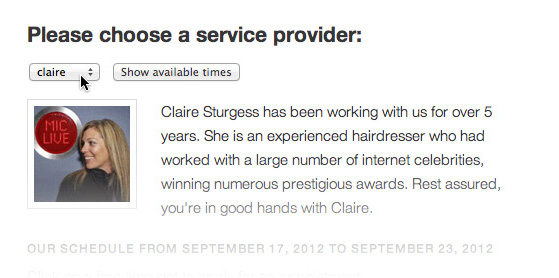 Please choose a service provider:
claire Show available times
MIC
LIVE
Claire Sturgess has been working with us for over 5
years. She is an experienced hairdresser who had
worked with a large number of internet celebrities,
winning numerous prestigious awards. Rest assured,
you're in good hands with Claire.
OUR SCHEDULE FROM SEPTEMBER 17, 2012 TO SEPTEMBER 23, 2012